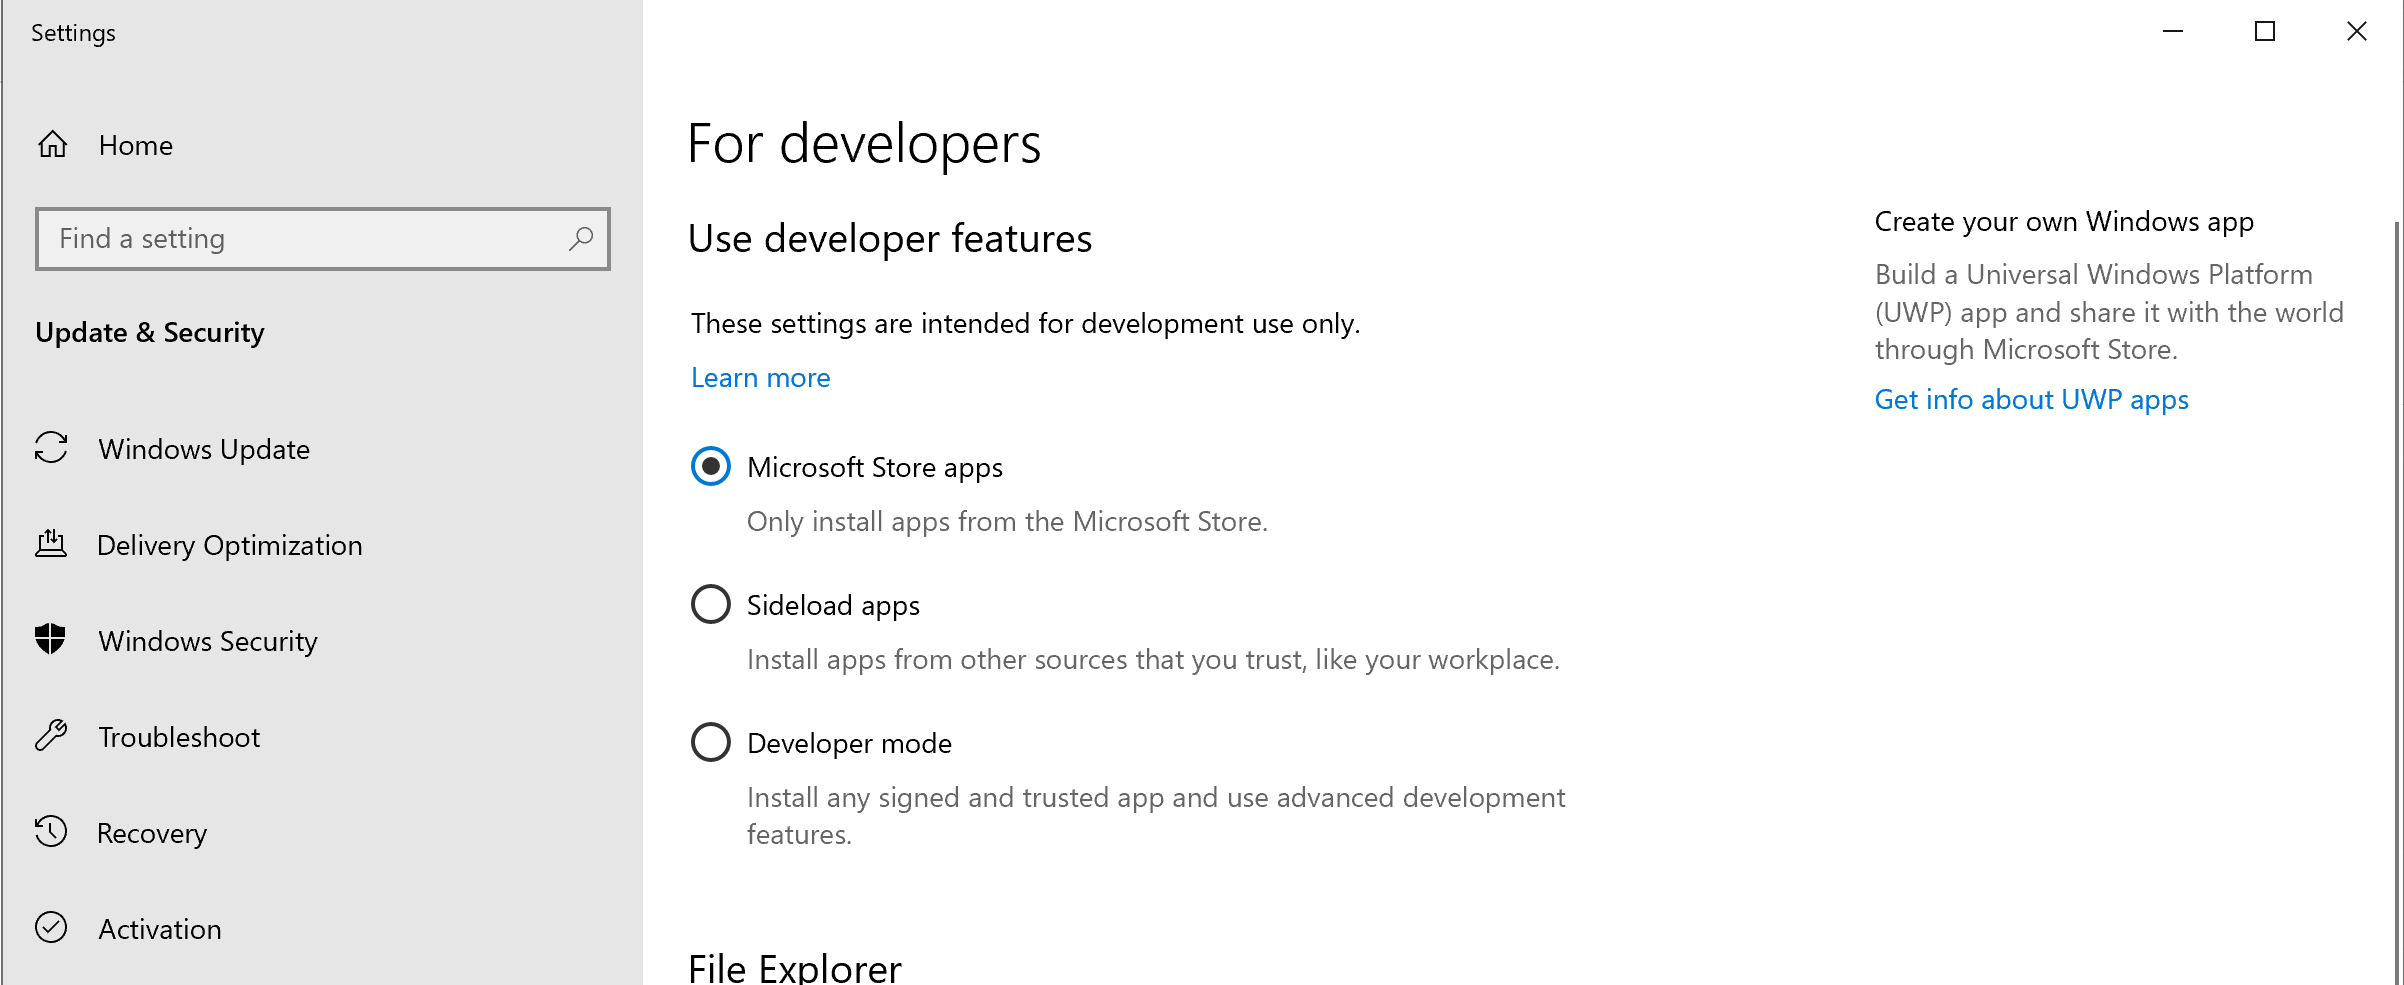 Settings
Home
Find a setting
Update & Security
Windows Update
Delivery Optimization
Windows Security
Troubleshoot
Recovery
Activation
For developers
Use developer features
These settings are intended for development use only.
Learn more
Microsoft Store apps
Only install apps from the Microsoft Store.
Sideload apps
Install apps from other sources that you trust, like your workplace.
Developer mode
Install any signed and trusted app and use advanced development
features.
File Explorer
Create your own Windows app
Build a Universal Windows Platform
(UWP) app and share it with the world
through Microsoft Store.
Get info about UWP apps